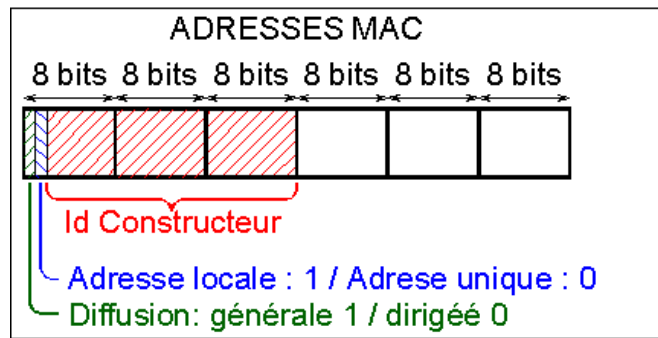 ADRESSES MAC
8 bits 8 bits 8 bits 8 bits 8 bits 8 bits
Id Constructeur
Adresse locale : 1 / Adrese unique : 0
Diffusion: générale 1 / dirigéé 0